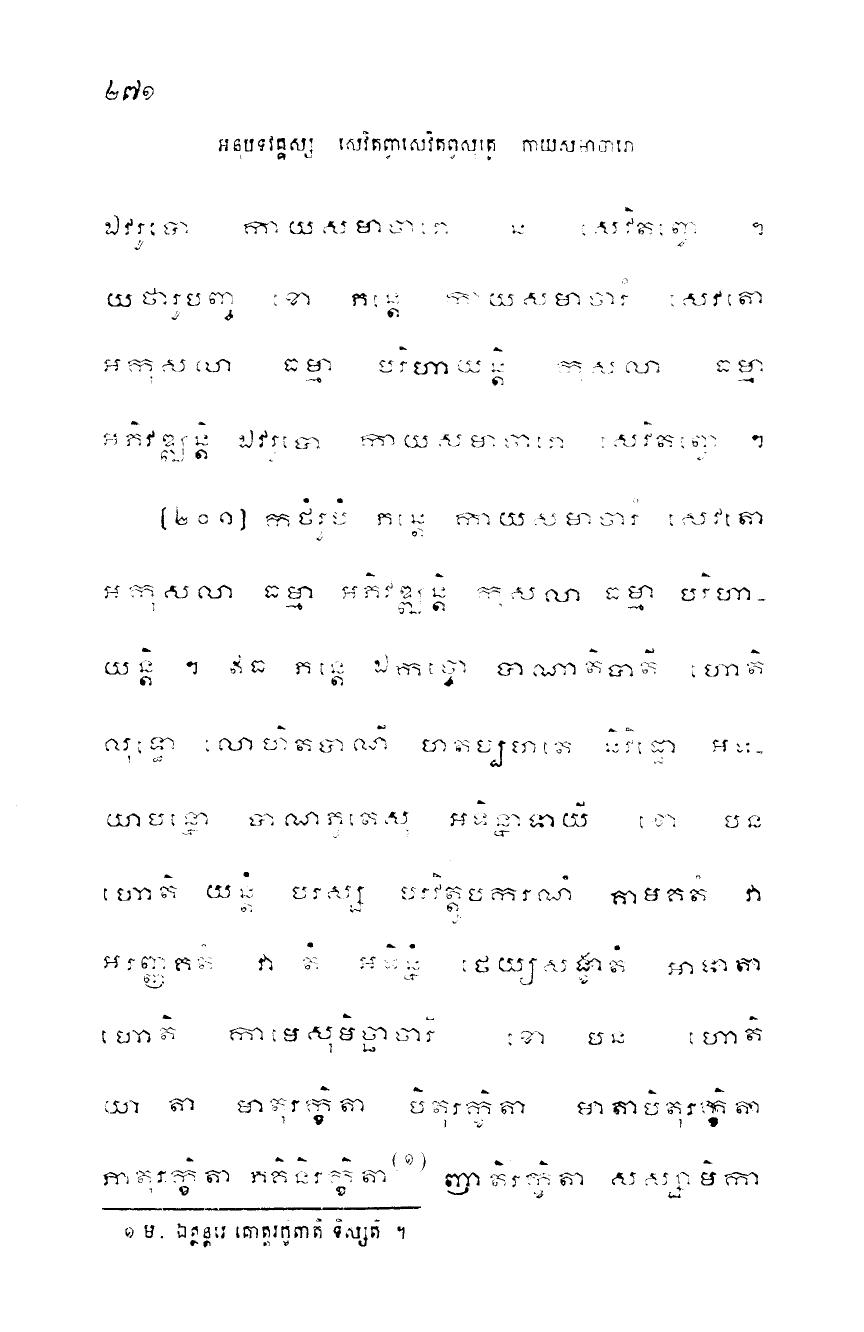 ២៧១
អនុបទវគ្គស្ស សេវិតព្វាសេវិតព្វសុត្តេ កាយសមាចារោ
ឯវរូបោ កាយសមាចារោ ន សេវិតព្វោ ។
យថារូបញ្ច ខោ ភន្តេ កាយសមាចារំ សេវតោ
អកុសលា ធម្មា បរិហាយន្តិ កុសលា ធម្មា
អភិវឌ្ឍន្តិ ឯវរូបោ កាយសមាចារោ សេវិតព្វោ ។
[២០១] កថំរូបំ ភន្តេ កាយសមាចារំ សេវតោ
អកុសលា ធម្មា អភិវឌ្ឍន្តិ កុសលា ធម្មា បរិហា-
យន្តិ ។ ឥធ ភន្តេ ឯកច្ចោ បាណាតិបាតី ហោតិ
លុទ្ទោ លោហិតបាណី ហតប្បហតេ និវិដ្ឋោ អទ-
យាបន្នោ បាណភូតេសុ អទិន្នាទាយី ខោ បន
ហោតិ យន្តំ បរស្ស បរវិត្តូបករណំ គាមគតំ វា
អរញ្ញគតំ វា តំ អទិន្នំ ថេយ្យសង្ខាតំ អាទាតា
ហោតិ កាមេសុមិច្ឆាចារី ខោ បន ហោតិ
យា តា មាតុរក្ខិតា បិតុរក្ខិតា មាតាបិតុរក្ខិតា
ភាតុរក្ខិតា ភគិនិរក្ខិតា(១) ញាតិរក្ខិតា សស្សាមិកា
១ ម. ឯត្ថន្តរេ គោត្តរក្ខិតាតិ ទិស្សតិ ។